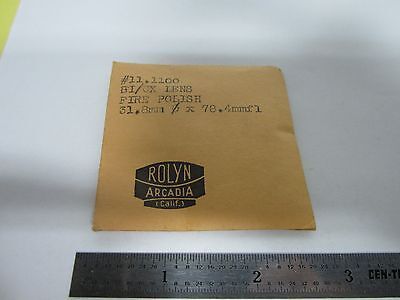 #11.1100
BI/CX LENS
FIRE POLISH
31.8mm ∅ x 78.4mmfl
ROLYN
ARCADIA
(Calif.)
1 2 3